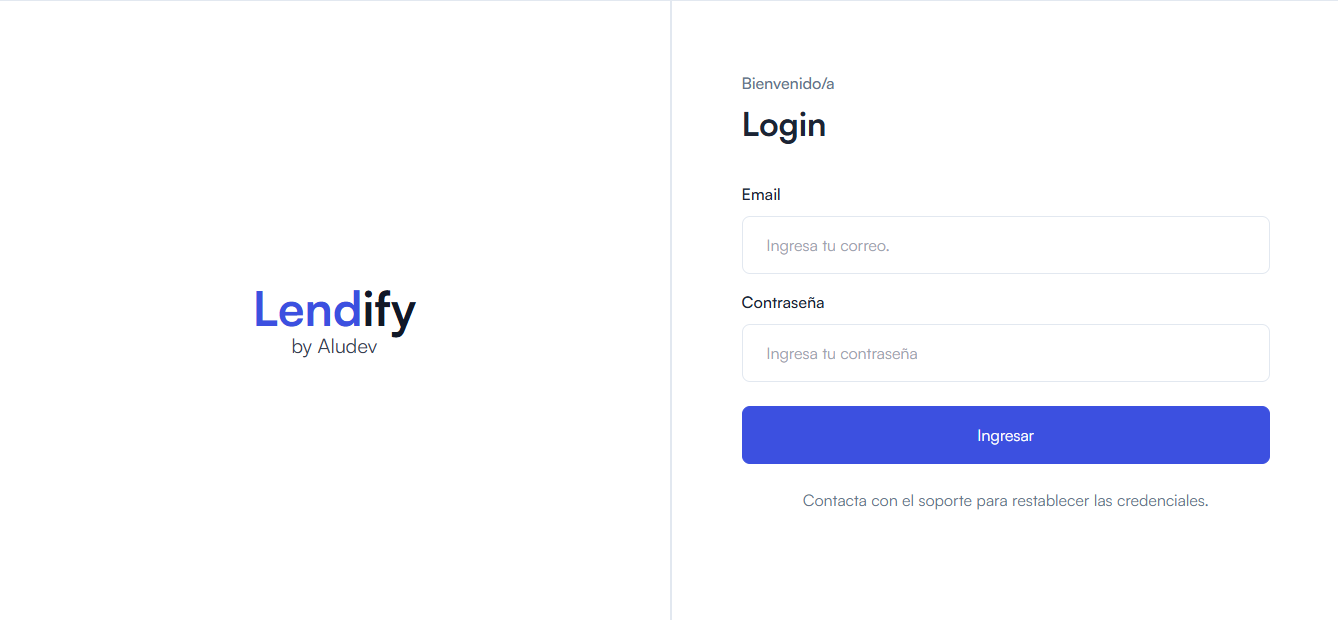 Lendify
by Aludev
Bienvenido/a
Login
Email
Ingresa tu correo.
Contraseña
Ingresa tu contraseña
Ingresar
Contacta con el soporte para restablecer las credenciales.